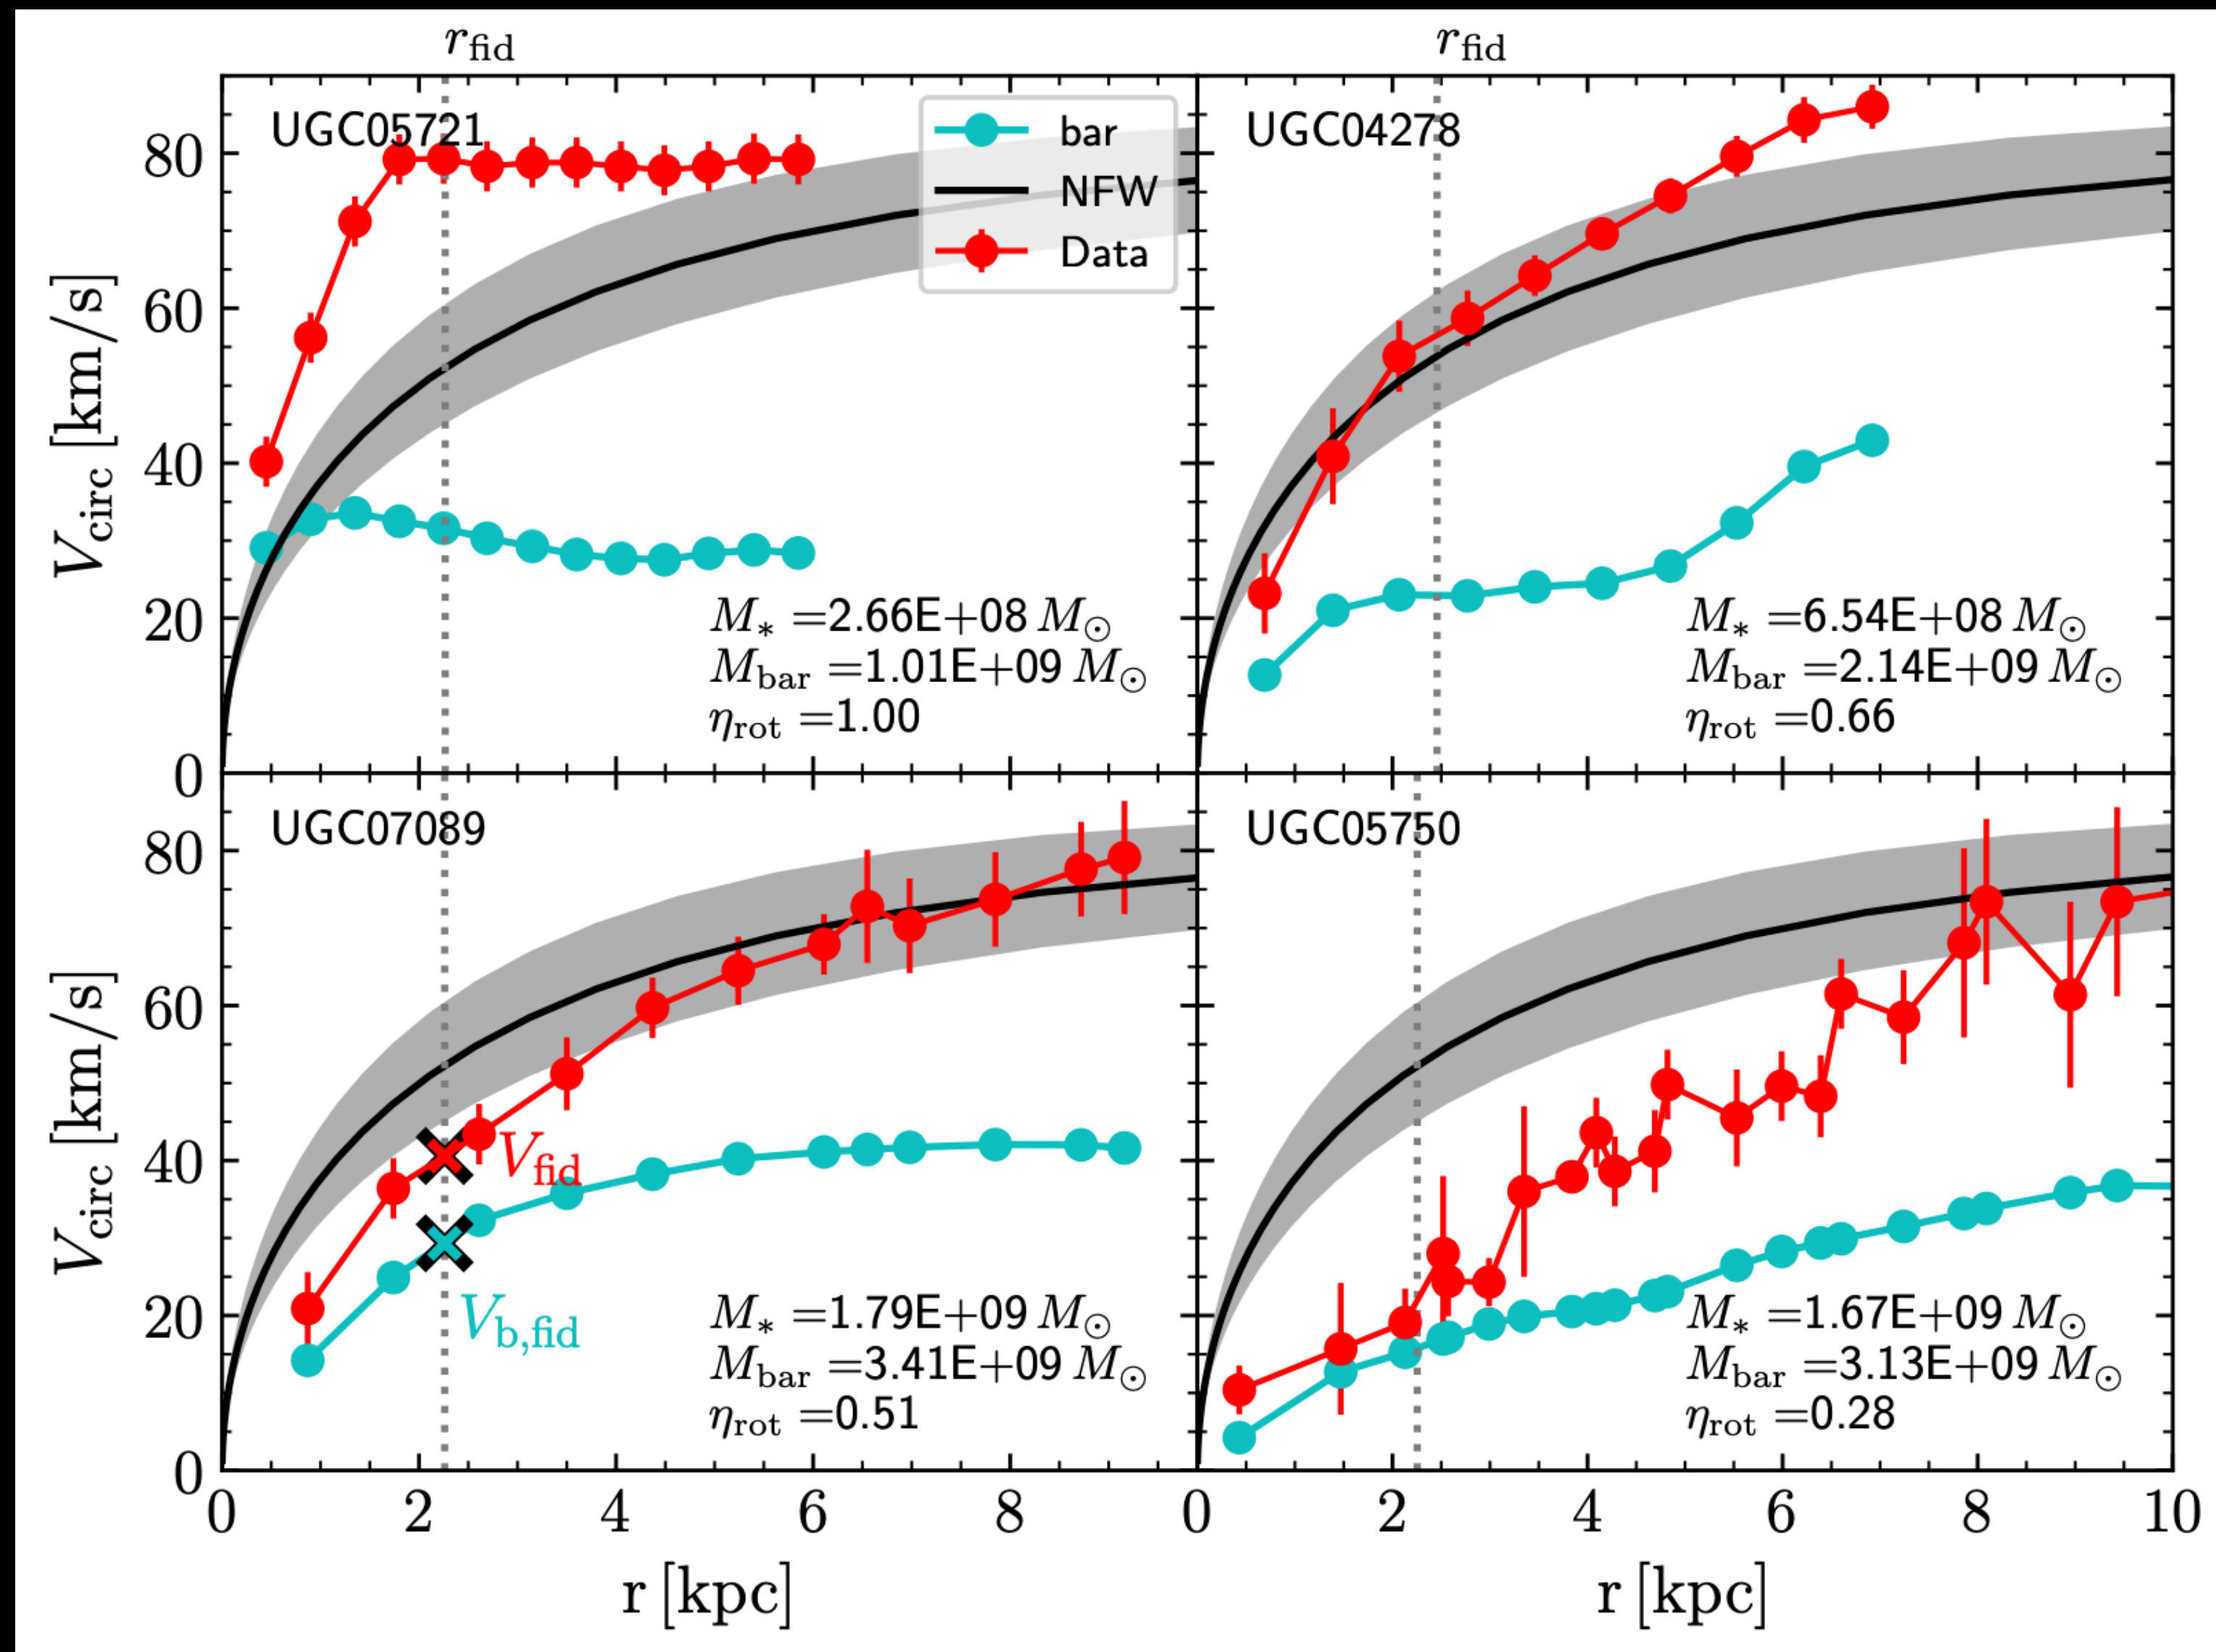 r_fid r_fid
UGC05721
bar
NFW
Data
M_* =2.66E+08 M_⊙
M_bar =1.01E+09 M_⊙
η_rot =1.00
UGC04278
M_* =6.54E+08 M_⊙
M_bar =2.14E+09 M_⊙
η_rot =0.66
V_circ [km/s]
80
60
40
20
0
UGC07089
V_fid
V_b,fid
M_* =1.79E+09 M_⊙
M_bar =3.41E+09 M_⊙
η_rot =0.51
UGC05750
M_* =1.67E+09 M_⊙
M_bar =3.13E+09 M_⊙
η_rot =0.28
V_circ [km/s]
80
60
40
20
0
0 2 4 6 8 0 2 4 6 8 10
r [kpc] r [kpc]